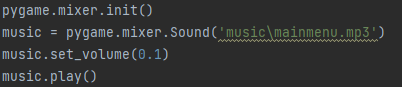 pygame.mixer.init()
music = pygame.mixer.Sound('music\mainmenu.mp3')
music.set_volume(0.1)
music.play()